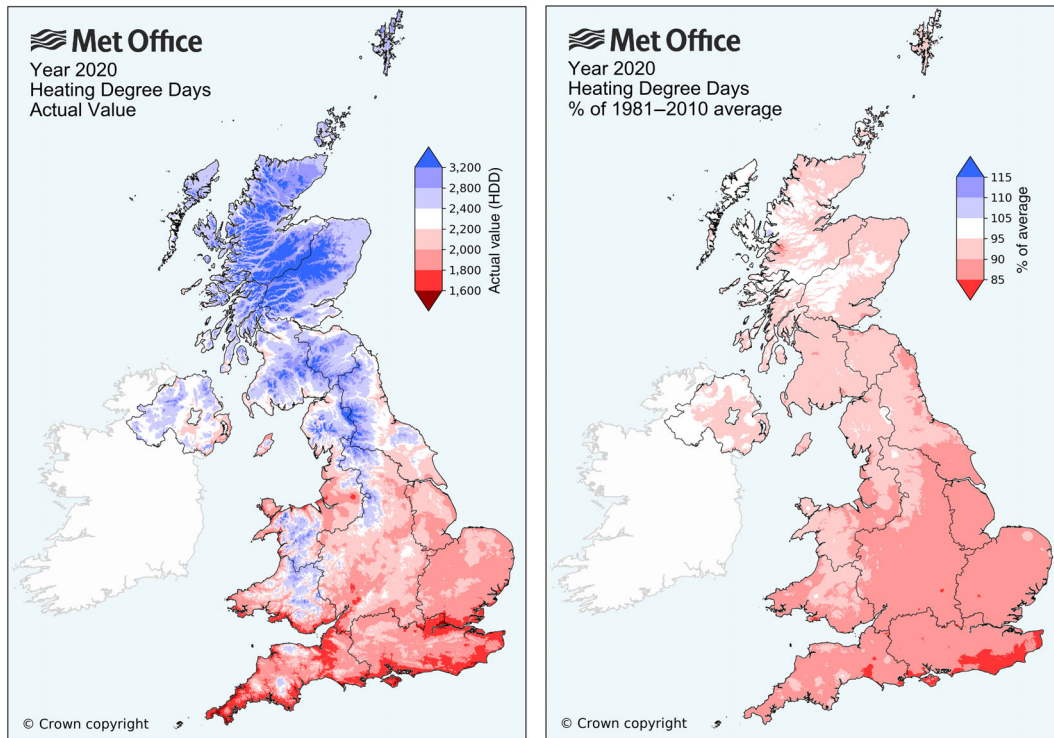 Met Office
Year 2020
Heating Degree Days
Actual Value
3,200
2,800
2,400
2,000
1,800
1,600
Actual value (HDD)
© Crown copyright
Met Office
Year 2020
Heating Degree Days
% of 1981–2010 average
115
110
105
95
90
85
% of average
© Crown copyright